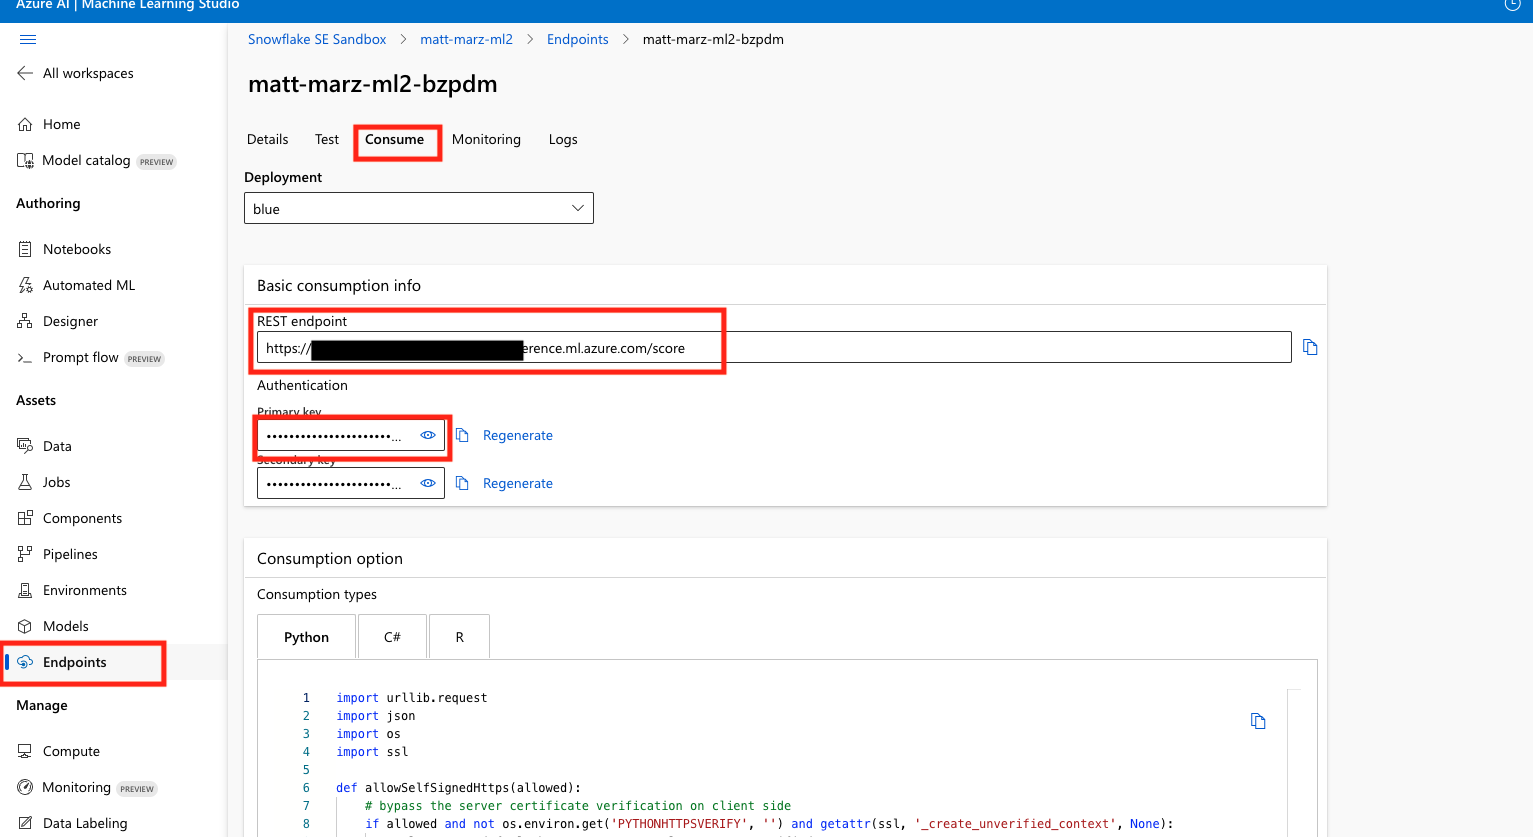 Azure AI | Machine Learning Studio
All workspaces
Home
Model catalog PREVIEW
Authoring
Notebooks
Automated ML
Designer
Prompt flow PREVIEW
Assets
Data
Jobs
Components
Pipelines
Environments
Models
Endpoints
Manage
Compute
Monitoring PREVIEW
Data Labeling
Snowflake SE Sandbox > matt-marz-ml2 > Endpoints > matt-marz-ml2-bzpdm
matt-marz-ml2-bzpdm
Details Test Consume Monitoring Logs
Deployment
blue
Basic consumption info
REST endpoint
https:// erence.ml.azure.com/score
Authentication
Primary key
••••••••••••••••••••••... Regenerate
Secondary key
••••••••••••••••••••••... Regenerate
Consumption option
Consumption types
Python C# R
1 import urllib.request
2 import json
3 import os
4 import ssl
5
6 def allowSelfSignedHttps(allowed):
7 # bypass the server certificate verification on client side
8 if allowed and not os.environ.get('PYTHONHTTPSVERIFY', '') and getattr(ssl, '_create_unverified_context', None):